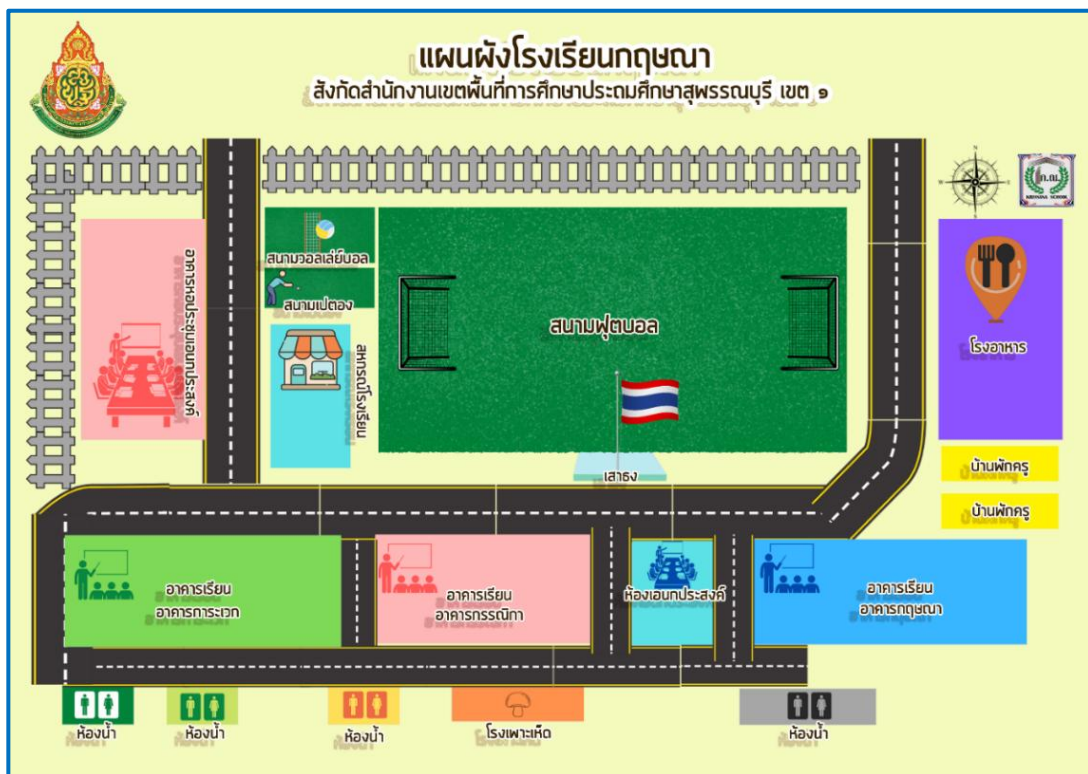 แผนผังโรงเรียนกฤษณา
สังกัดสำนักงานเขตพื้นที่การศึกษาประถมศึกษาสุพรรณบุรี เขต ๑
N
W
E
S
ก.ณ.
KRITSANA SCHOOL
อาคารหอประชุมอเนกประสงค์
สนามวอลเล่ย์บอล
สนามเปตอง
สหกรณ์โรงเรียน
สนามฟุตบอล
เสาธง
โรงอาหาร
บ้านพักครู
บ้านพักครู
อาคารเรียน
อาคารการะเวก
อาคารเรียน
อาคารกรรณิกา
ห้องเอนกประสงค์
อาคารเรียน
อาคารกฤษณา
ห้องน้ำ
ห้องน้ำ
ห้องน้ำ
โรงเพาะเห็ด
ห้องน้ำ